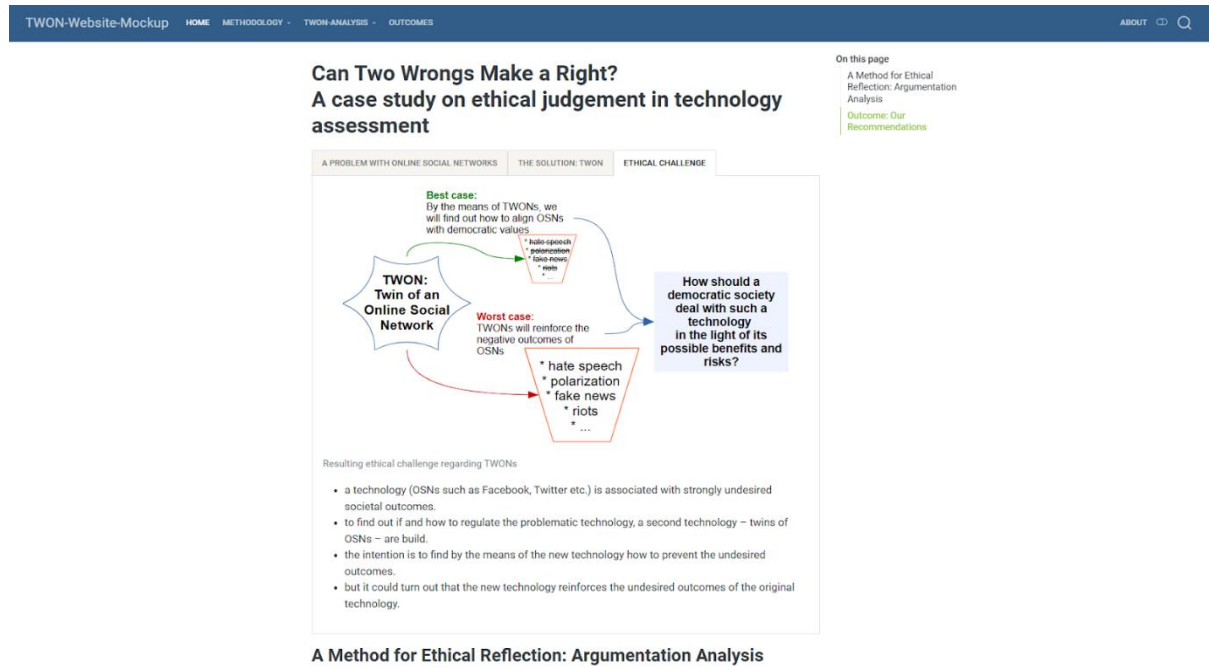 TWON-Website-Mockup HOME METHODOLOGY TWON-ANALYSIS OUTCOMES ABOUT
Can Two Wrongs Make a Right?
A case study on ethical judgement in technology
assessment
On this page
A Method for Ethical
Reflection: Argumentation
Analysis
Outcome: Our
Recommendations
A PROBLEM WITH ONLINE SOCIAL NETWORKS THE SOLUTION: TWON ETHICAL CHALLENGE
Best case:
By the means of TWONs, we
will find out how to align OSNs
with democratic values
* hate speech
* polarization
* fake news
* riots
* ...
TWON:
Twin of an
Online Social
Network
Worst case:
TWONs will reinforce the
negative outcomes of
OSNs
* hate speech
* polarization
* fake news
* riots
* ...
How should a
democratic society
deal with such a
technology
in the light of its
possible benefits and
risks?
Resulting ethical challenge regarding TWONs
• a technology (OSNs such as Facebook, Twitter etc.) is associated with strongly undesired
societal outcomes.
• to find out if and how to regulate the problematic technology, a second technology – twins of
OSNs – are build.
• the intention is to find by the means of the new technology how to prevent the undesired
outcomes.
• but it could turn out that the new technology reinforces the undesired outcomes of the original
technology.
A Method for Ethical Reflection: Argumentation Analysis